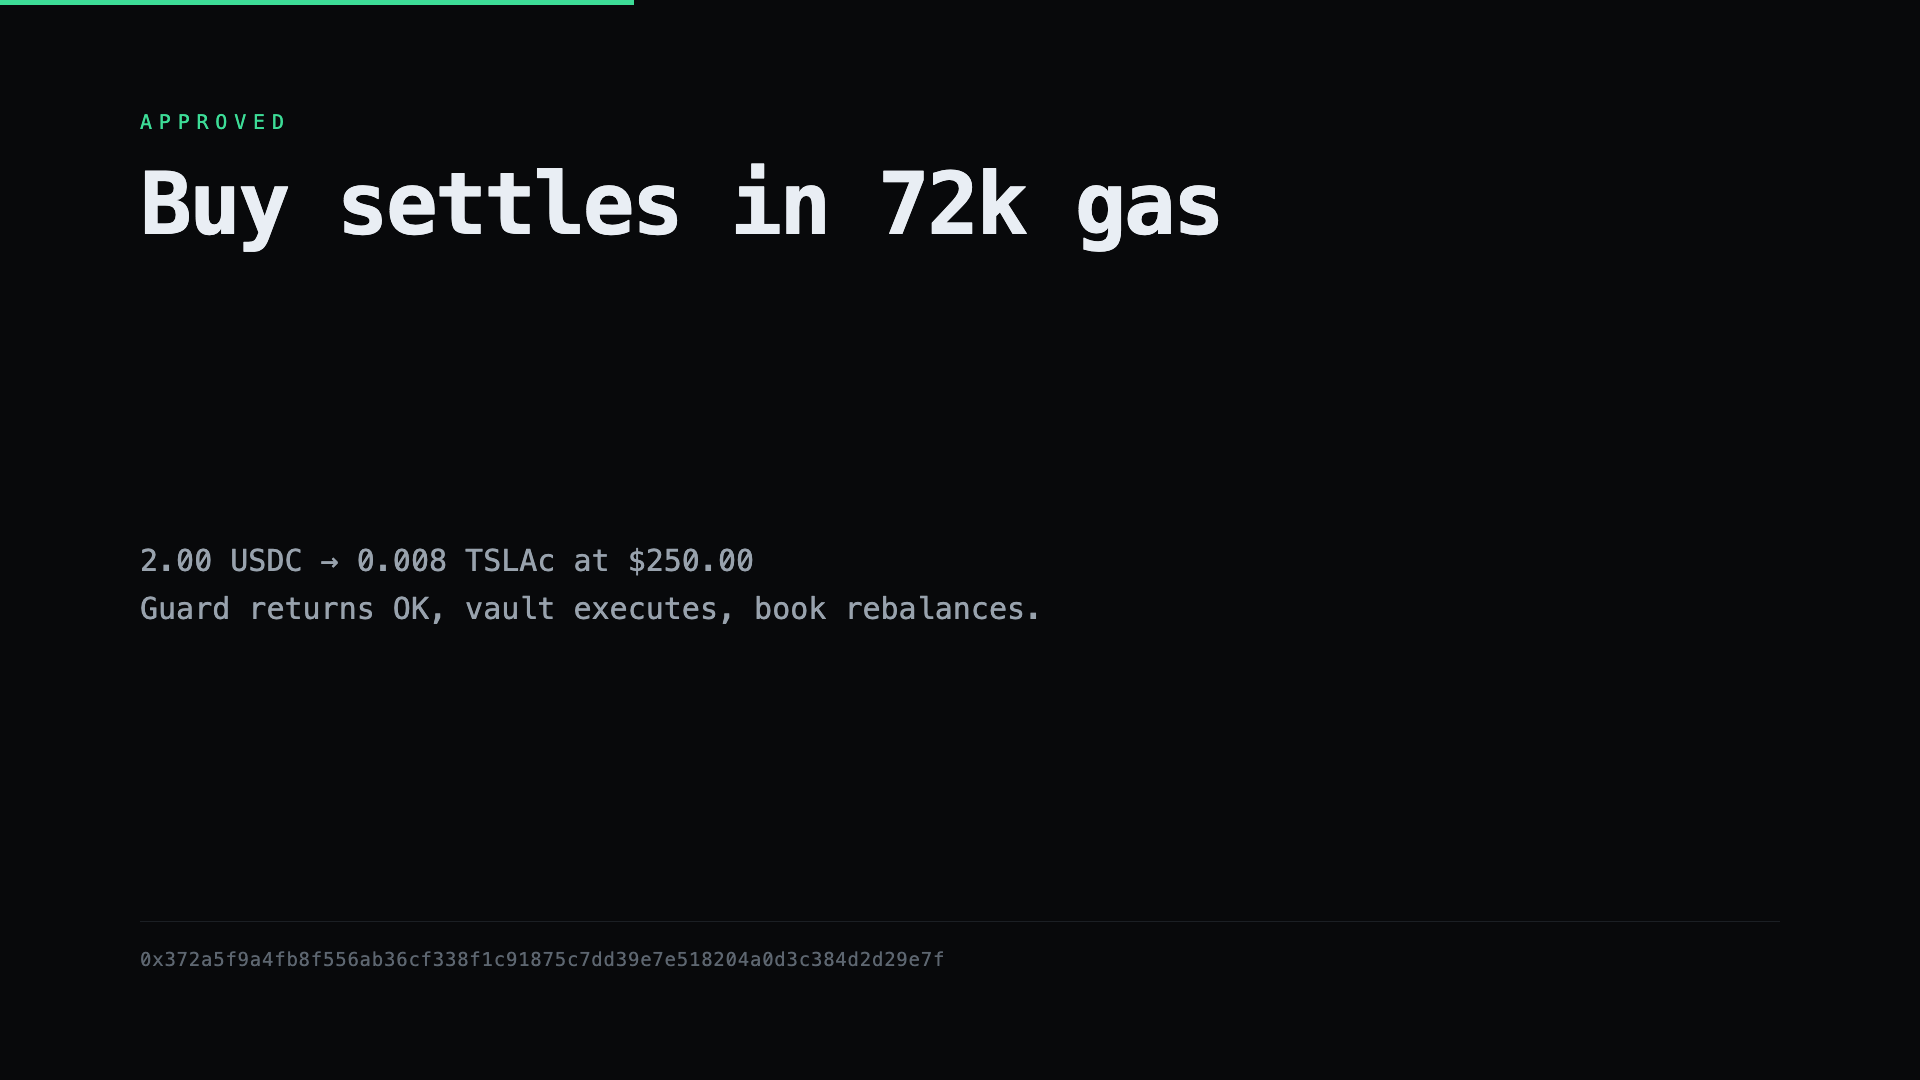 APPROVED
Buy settles in 72k gas
2.00 USDC → 0.008 TSLAc at $250.00
Guard returns OK, vault executes, book rebalances.
0x372a5f9a4fb8f556ab36cf338f1c91875c7dd39e7e518204a0d3c384d2d29e7f